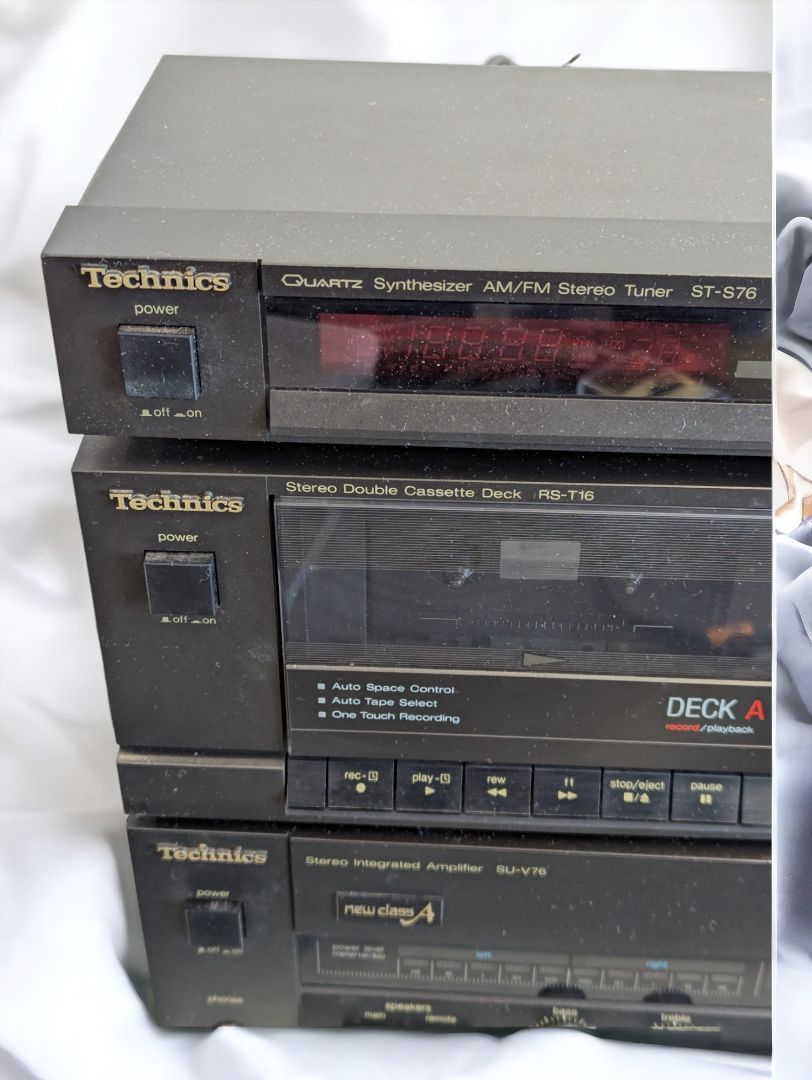 Technics
QUARTZ Synthesizer AM/FM Stereo Tuner ST-S76
power
off on
Technics
Stereo Double Cassette Deck RS-T16
power
off on
Auto Space Control
Auto Tape Select
One Touch Recording
DECK A
record/playback
rec- play- rew ff stop/eject pause
Technics
Stereo Integrated Amplifier SU-V76
new class A
power
off on
power level
left right
phones
speakers
main remote
bass treble